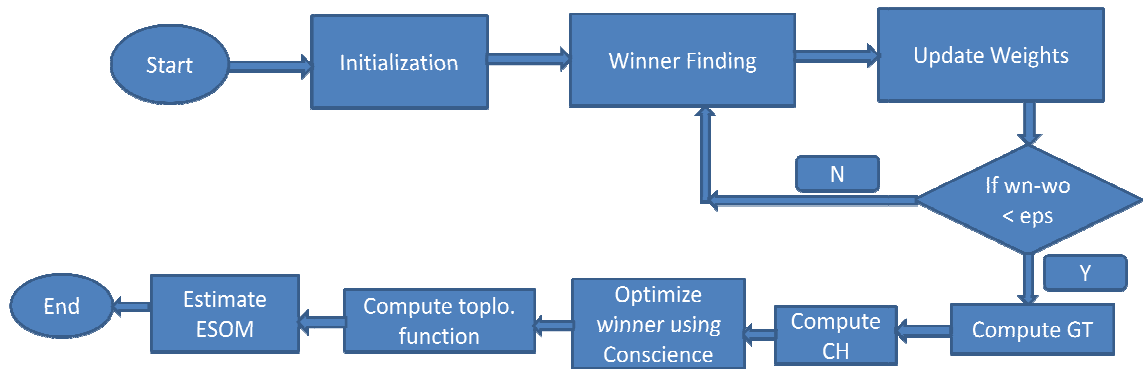 Start
Initialization
Winner Finding
Update Weights
If wn-wo
< eps
N
Y
Compute GT
Compute
CH
Optimize
winner using
Conscience
Compute toplo.
function
Estimate
ESOM
End